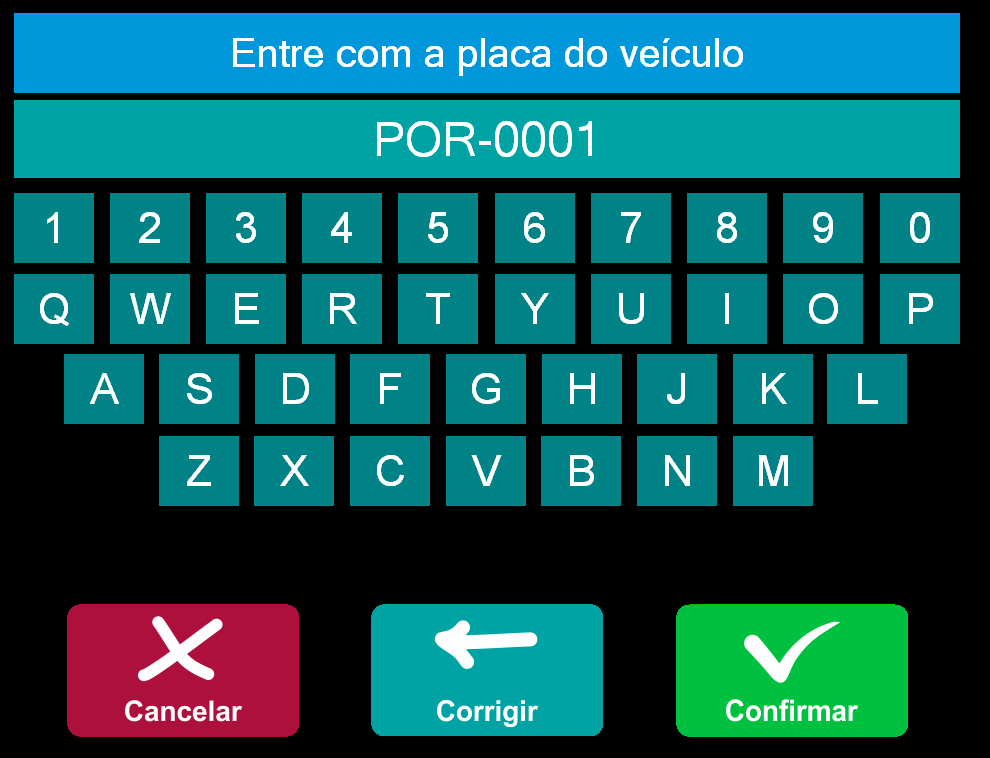 Entre com a placa do veículo
POR-0001
1 2 3 4 5 6 7 8 9 0
Q W E R T Y U I O P
A S D F G H J K L
Z X C V B N M
Cancelar Corrigir Confirmar